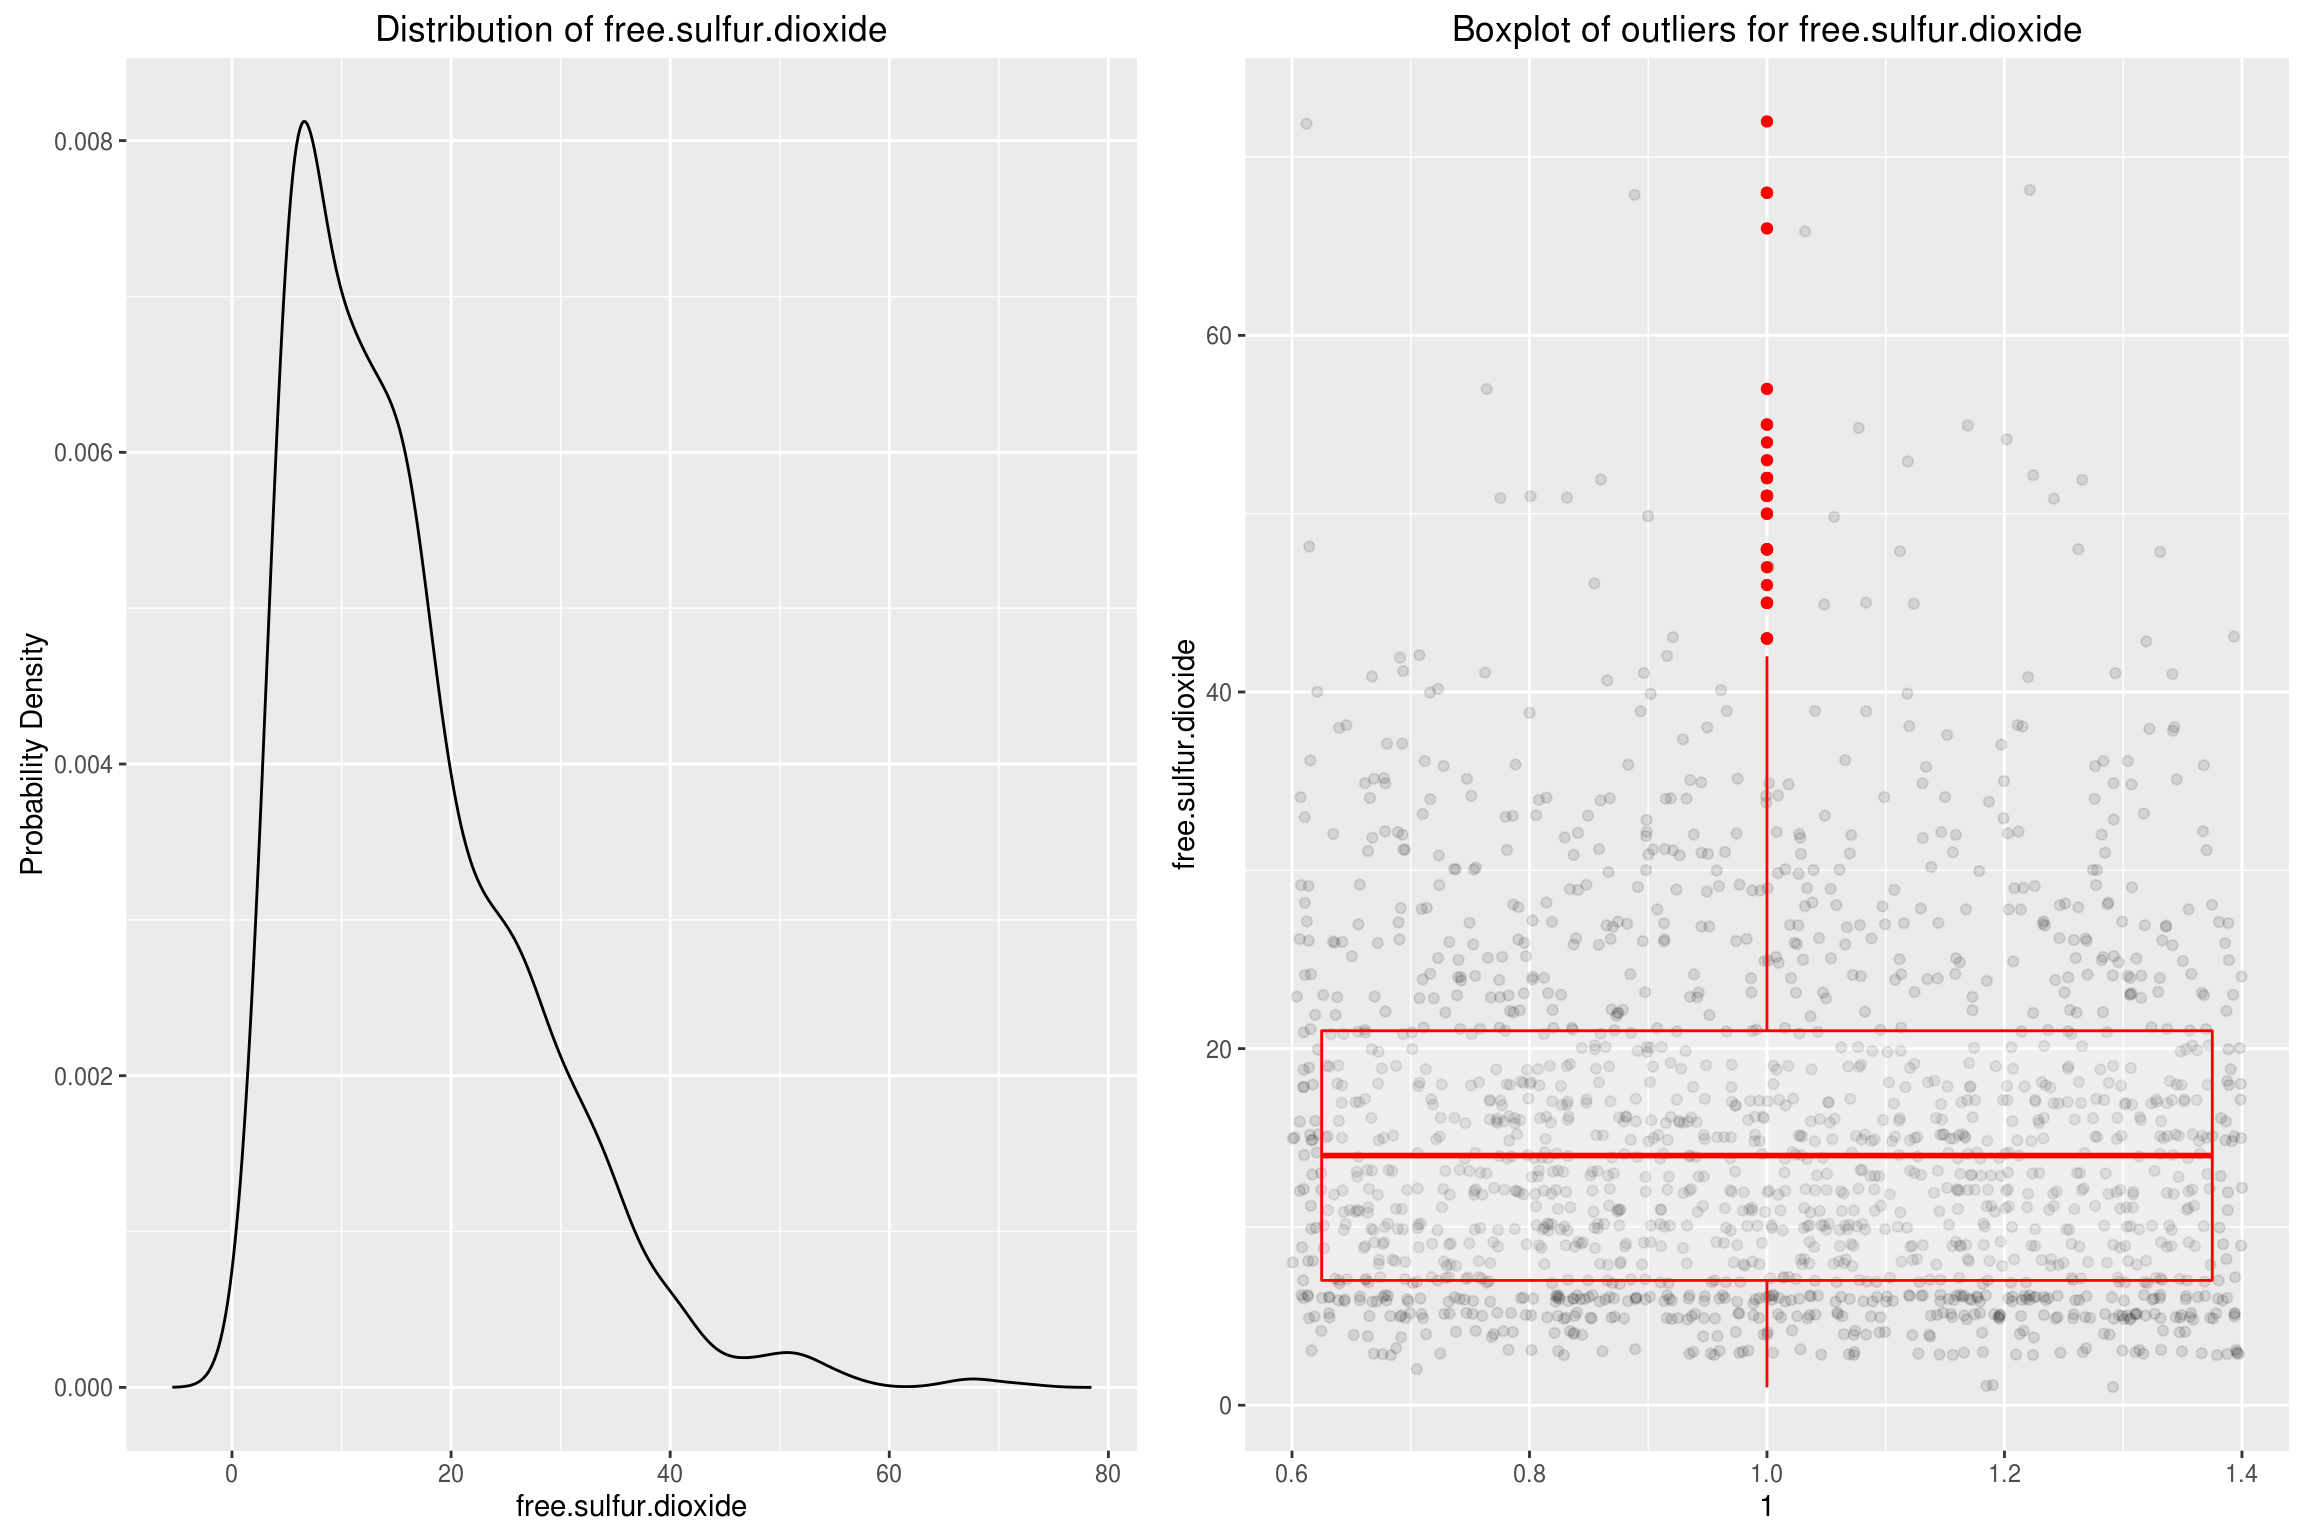 Distribution of free.sulfur.dioxide
0.008
0.006
0.004
0.002
0.000
Probability Density
0 20 40 60 80
free.sulfur.dioxide
Boxplot of outliers for free.sulfur.dioxide
60
40
20
0
free.sulfur.dioxide
0.6 0.8 1.0 1.2 1.4
1